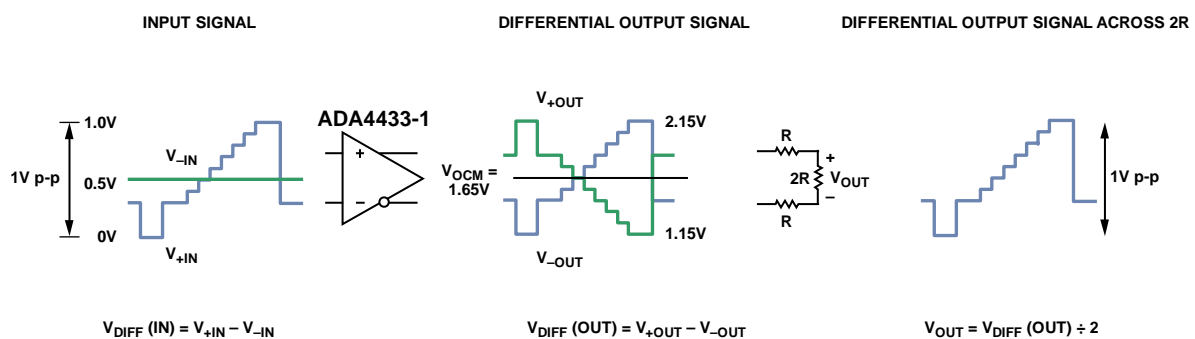 INPUT SIGNAL
DIFFERENTIAL OUTPUT SIGNAL
DIFFERENTIAL OUTPUT SIGNAL ACROSS 2R
1V p-p
1.0V
0.5V
0V
V–IN
V+IN
ADA4433-1
+
–
V+OUT
VOCM =
1.65V
2.15V
1.15V
V–OUT
R
2R
R
+
VOUT
–
1V p-p
VDIFF (IN) = V+IN – V–IN
VDIFF (OUT) = V+OUT – V–OUT
VOUT = VDIFF (OUT) ÷ 2